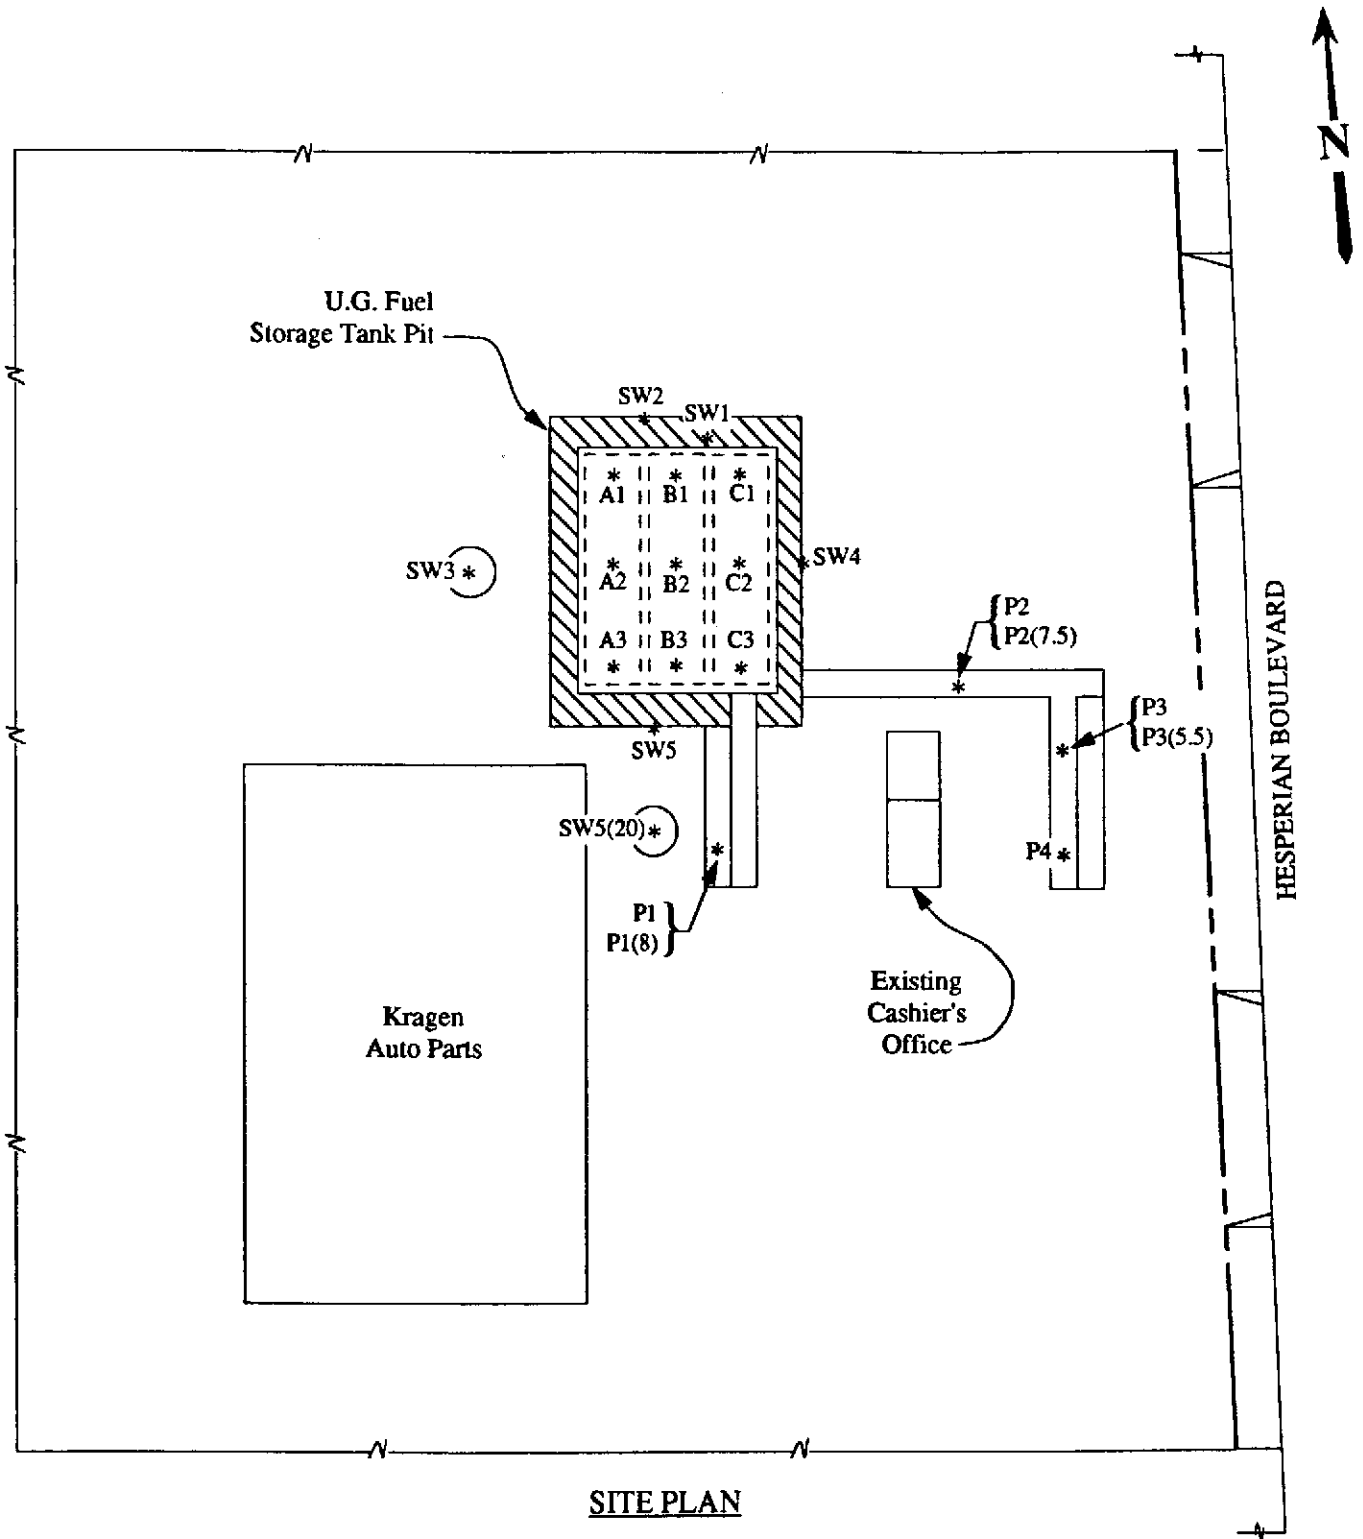 N
U.G. Fuel
Storage Tank Pit
SW2
SW1
A1 B1 C1
SW3
SW4
A2 B2 C2
A3 B3 C3
P2
P2(7.5)
P3
P3(5.5)
SW5
SW5(20)
P4
P1
P1(8)
HESPERIAN BOULEVARD
Existing
Cashier's
Office
Kragen
Auto Parts
SITE PLAN